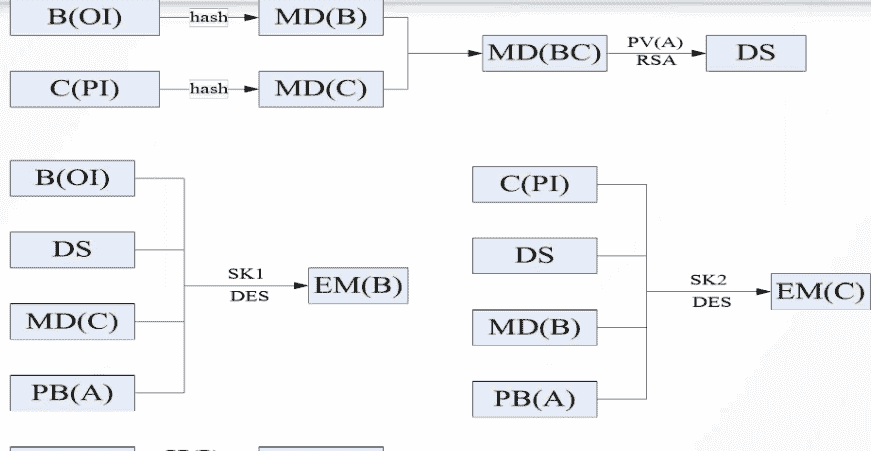 B(OI) hash MD(B)
MD(BC) PV(A) RSA DS
C(PI) hash MD(C)
B(OI)
DS
MD(C)
PB(A)
SK1
DES
EM(B)
C(PI)
DS
MD(B)
PB(A)
SK2
DES
EM(C)